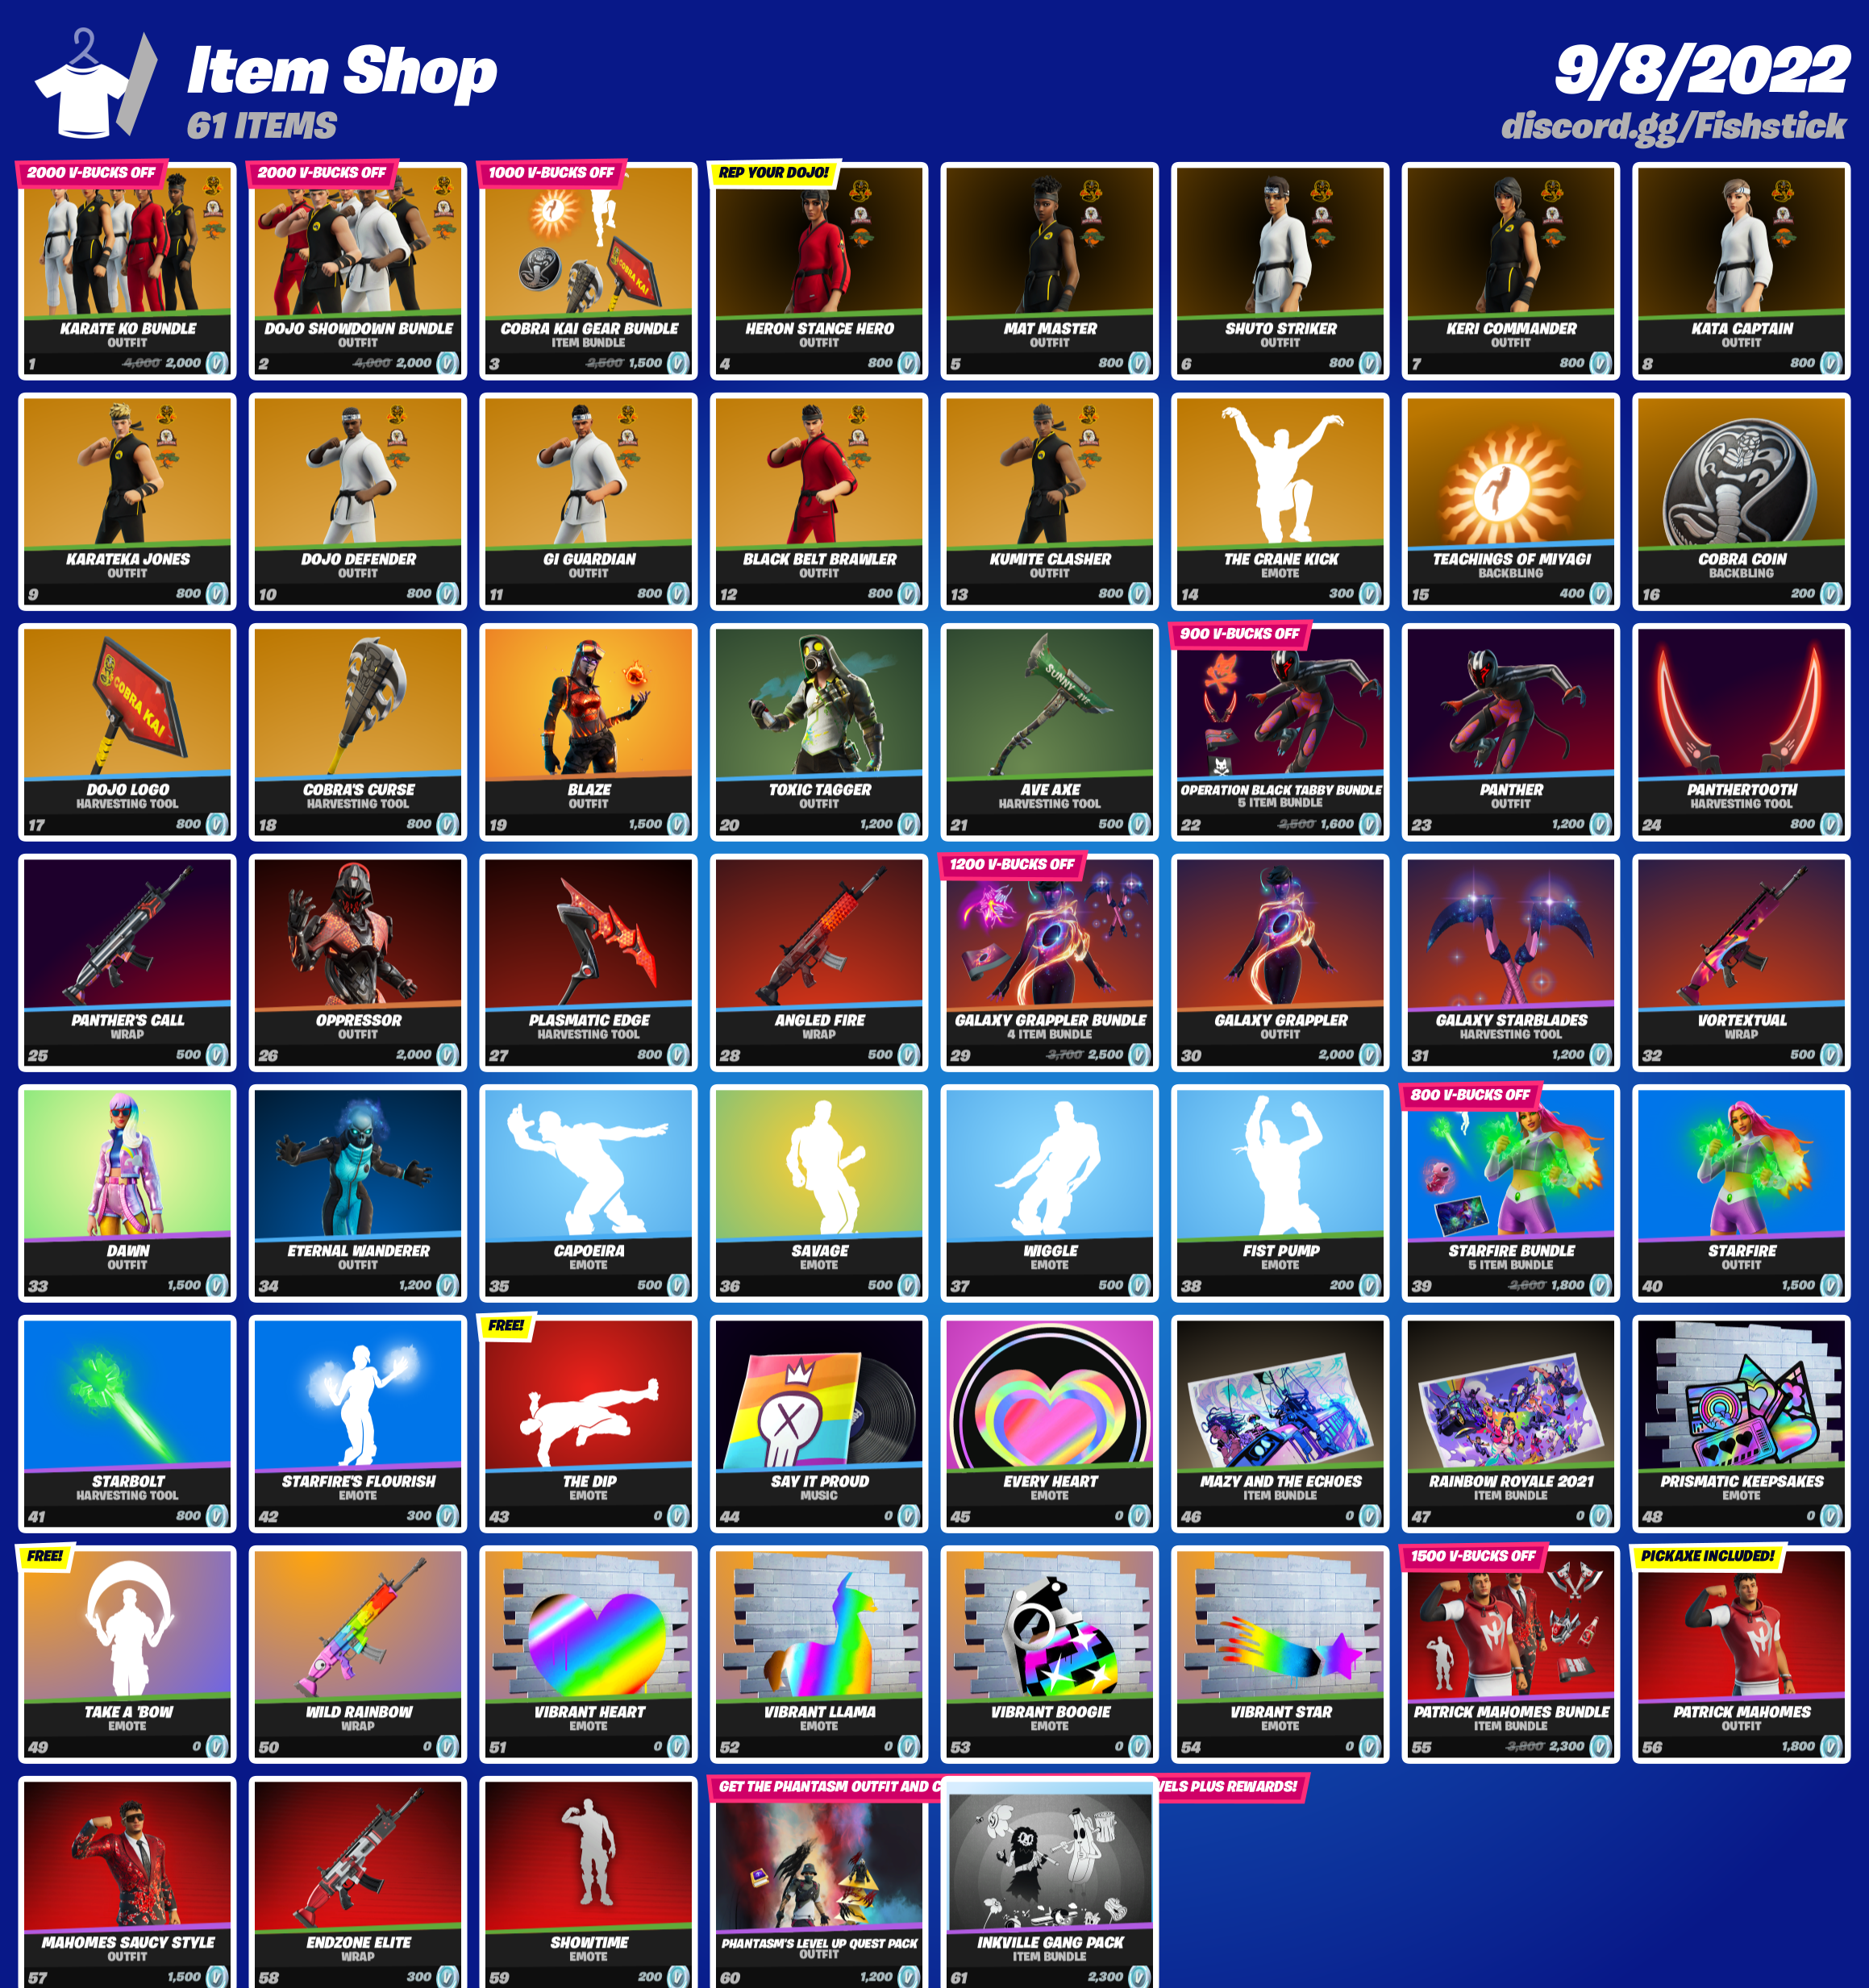 Item Shop
61 ITEMS
9/8/2022
discord.gg/Fishstick
2000 V-BUCKS OFF
KARATE KO BUNDLE
OUTFIT
1 4,000 2,000
2000 V-BUCKS OFF
DOJO SHOWDOWN BUNDLE
OUTFIT
2 4,000 2,000
1000 V-BUCKS OFF
COBRA KAI
COBRA KAI GEAR BUNDLE
ITEM BUNDLE
3 2,500 1,500
REP YOUR DOJO!
HERON STANCE HERO
OUTFIT
4 800
MAT MASTER
OUTFIT
5 800
SHUTO STRIKER
OUTFIT
6 800
KERI COMMANDER
OUTFIT
7 800
KATA CAPTAIN
OUTFIT
8 800
KARATEKA JONES
OUTFIT
9 800
DOJO DEFENDER
OUTFIT
10 800
GI GUARDIAN
OUTFIT
11 800
BLACK BELT BRAWLER
OUTFIT
12 800
KUMITE CLASHER
OUTFIT
13 800
THE CRANE KICK
EMOTE
14 300
TEACHINGS OF MIYAGI
BACKBLING
15 400
COBRA COIN
BACKBLING
16 200
COBRA KAI
DOJO LOGO
HARVESTING TOOL
17 800
COBRA'S CURSE
HARVESTING TOOL
18 800
BLAZE
OUTFIT
19 1,500
TOXIC TAGGER
OUTFIT
20 1,200
SUNNY AVE
AVE AXE
HARVESTING TOOL
21 500
900 V-BUCKS OFF
OPERATION BLACK TABBY BUNDLE
5 ITEM BUNDLE
22 2,500 1,600
PANTHER
OUTFIT
23 1,200
PANTHERTOOTH
HARVESTING TOOL
24 800
PANTHER'S CALL
WRAP
25 500
OPPRESSOR
OUTFIT
26 2,000
PLASMATIC EDGE
HARVESTING TOOL
27 800
ANGLED FIRE
WRAP
28 500
1200 V-BUCKS OFF
GALAXY GRAPPLER BUNDLE
4 ITEM BUNDLE
29 3,700 2,500
GALAXY GRAPPLER
OUTFIT
30 2,000
GALAXY STARBLADES
HARVESTING TOOL
31 1,200
VORTEXTUAL
WRAP
32 500
DAWN
OUTFIT
33 1,500
ETERNAL WANDERER
OUTFIT
34 1,200
CAPOEIRA
EMOTE
35 500
SAVAGE
EMOTE
36 500
WIGGLE
EMOTE
37 500
FIST PUMP
EMOTE
38 200
800 V-BUCKS OFF
STARFIRE BUNDLE
5 ITEM BUNDLE
39 2,600 1,800
STARFIRE
OUTFIT
40 1,500
STARBOLT
HARVESTING TOOL
41 800
STARFIRE'S FLOURISH
EMOTE
42 300
FREE!
THE DIP
EMOTE
43 0
SAY IT PROUD
MUSIC
44 0
EVERY HEART
EMOTE
45 0
MAZY AND THE ECHOES
ITEM BUNDLE
46 0
RAINBOW ROYALE 2021
ITEM BUNDLE
47 0
PRISMATIC KEEPSAKES
EMOTE
48 0
FREE!
TAKE A 'BOW
EMOTE
49 0
WILD RAINBOW
WRAP
50 0
VIBRANT HEART
EMOTE
51 0
VIBRANT LLAMA
EMOTE
52 0
VIBRANT BOOGIE
EMOTE
53 0
VIBRANT STAR
EMOTE
54 0
1500 V-BUCKS OFF
PATRICK MAHOMES BUNDLE
ITEM BUNDLE
55 3,800 2,300
PICKAXE INCLUDED!
PATRICK MAHOMES
OUTFIT
56 1,800
MAHOMES SAUCY STYLE
OUTFIT
57 1,500
ENDZONE ELITE
WRAP
58 300
SHOWTIME
EMOTE
59 200
GET THE PHANTASM OUTFIT AND C
VELS PLUS REWARDS!
PHANTASM'S LEVEL UP QUEST PACK
OUTFIT
60 1,200
INKVILLE GANG PACK
ITEM BUNDLE
61 2,300